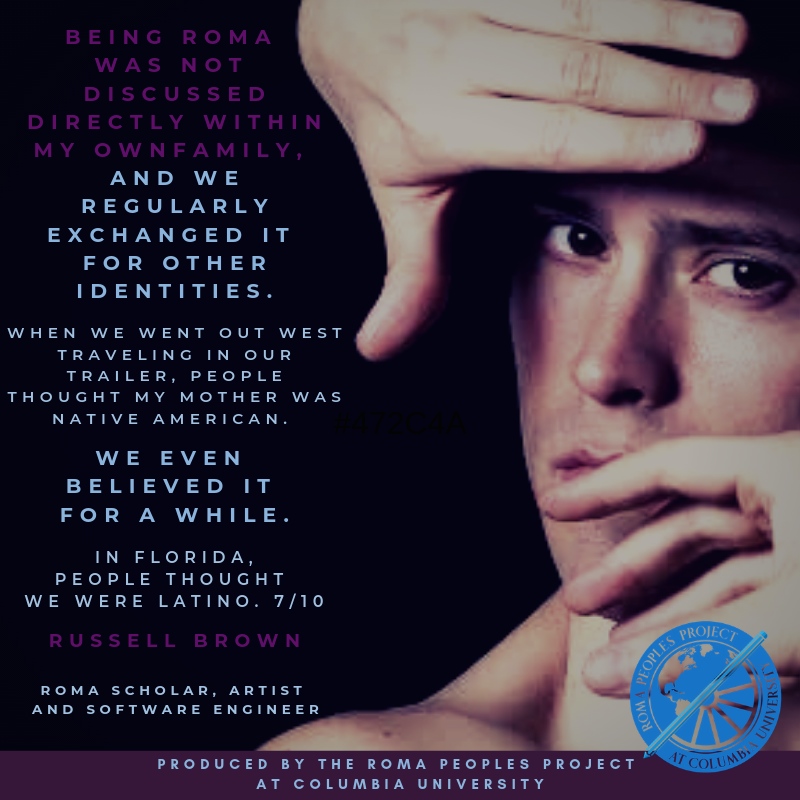 BEING ROMA
WAS NOT
DISCUSSED
DIRECTLY WITHIN
MY OWNFAMILY,
AND WE
REGULARLY
EXCHANGED IT
FOR OTHER
IDENTITIES.
WHEN WE WENT OUT WEST
TRAVELING IN OUR
TRAILER, PEOPLE
THOUGHT MY MOTHER WAS
NATIVE AMERICAN.
#472C4A
WE EVEN
BELIEVED IT
FOR A WHILE.
IN FLORIDA,
PEOPLE THOUGHT
WE WERE LATINO. 7/10
RUSSELL BROWN
ROMA SCHOLAR, ARTIST
AND SOFTWARE ENGINEER
ROMA PEOPLES PROJECT
AT COLUMBIA UNIVERSITY
PRODUCED BY THE ROMA PEOPLES PROJECT
AT COLUMBIA UNIVERSITY